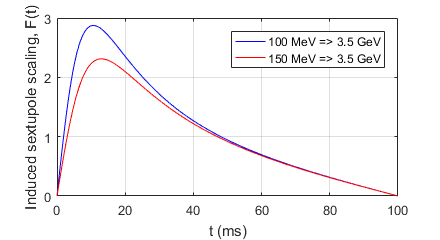 Induced sextupole scaling, F(t)
3
2
1
0
100 MeV => 3.5 GeV
150 MeV => 3.5 GeV
0 20 40 60 80 100
t (ms)